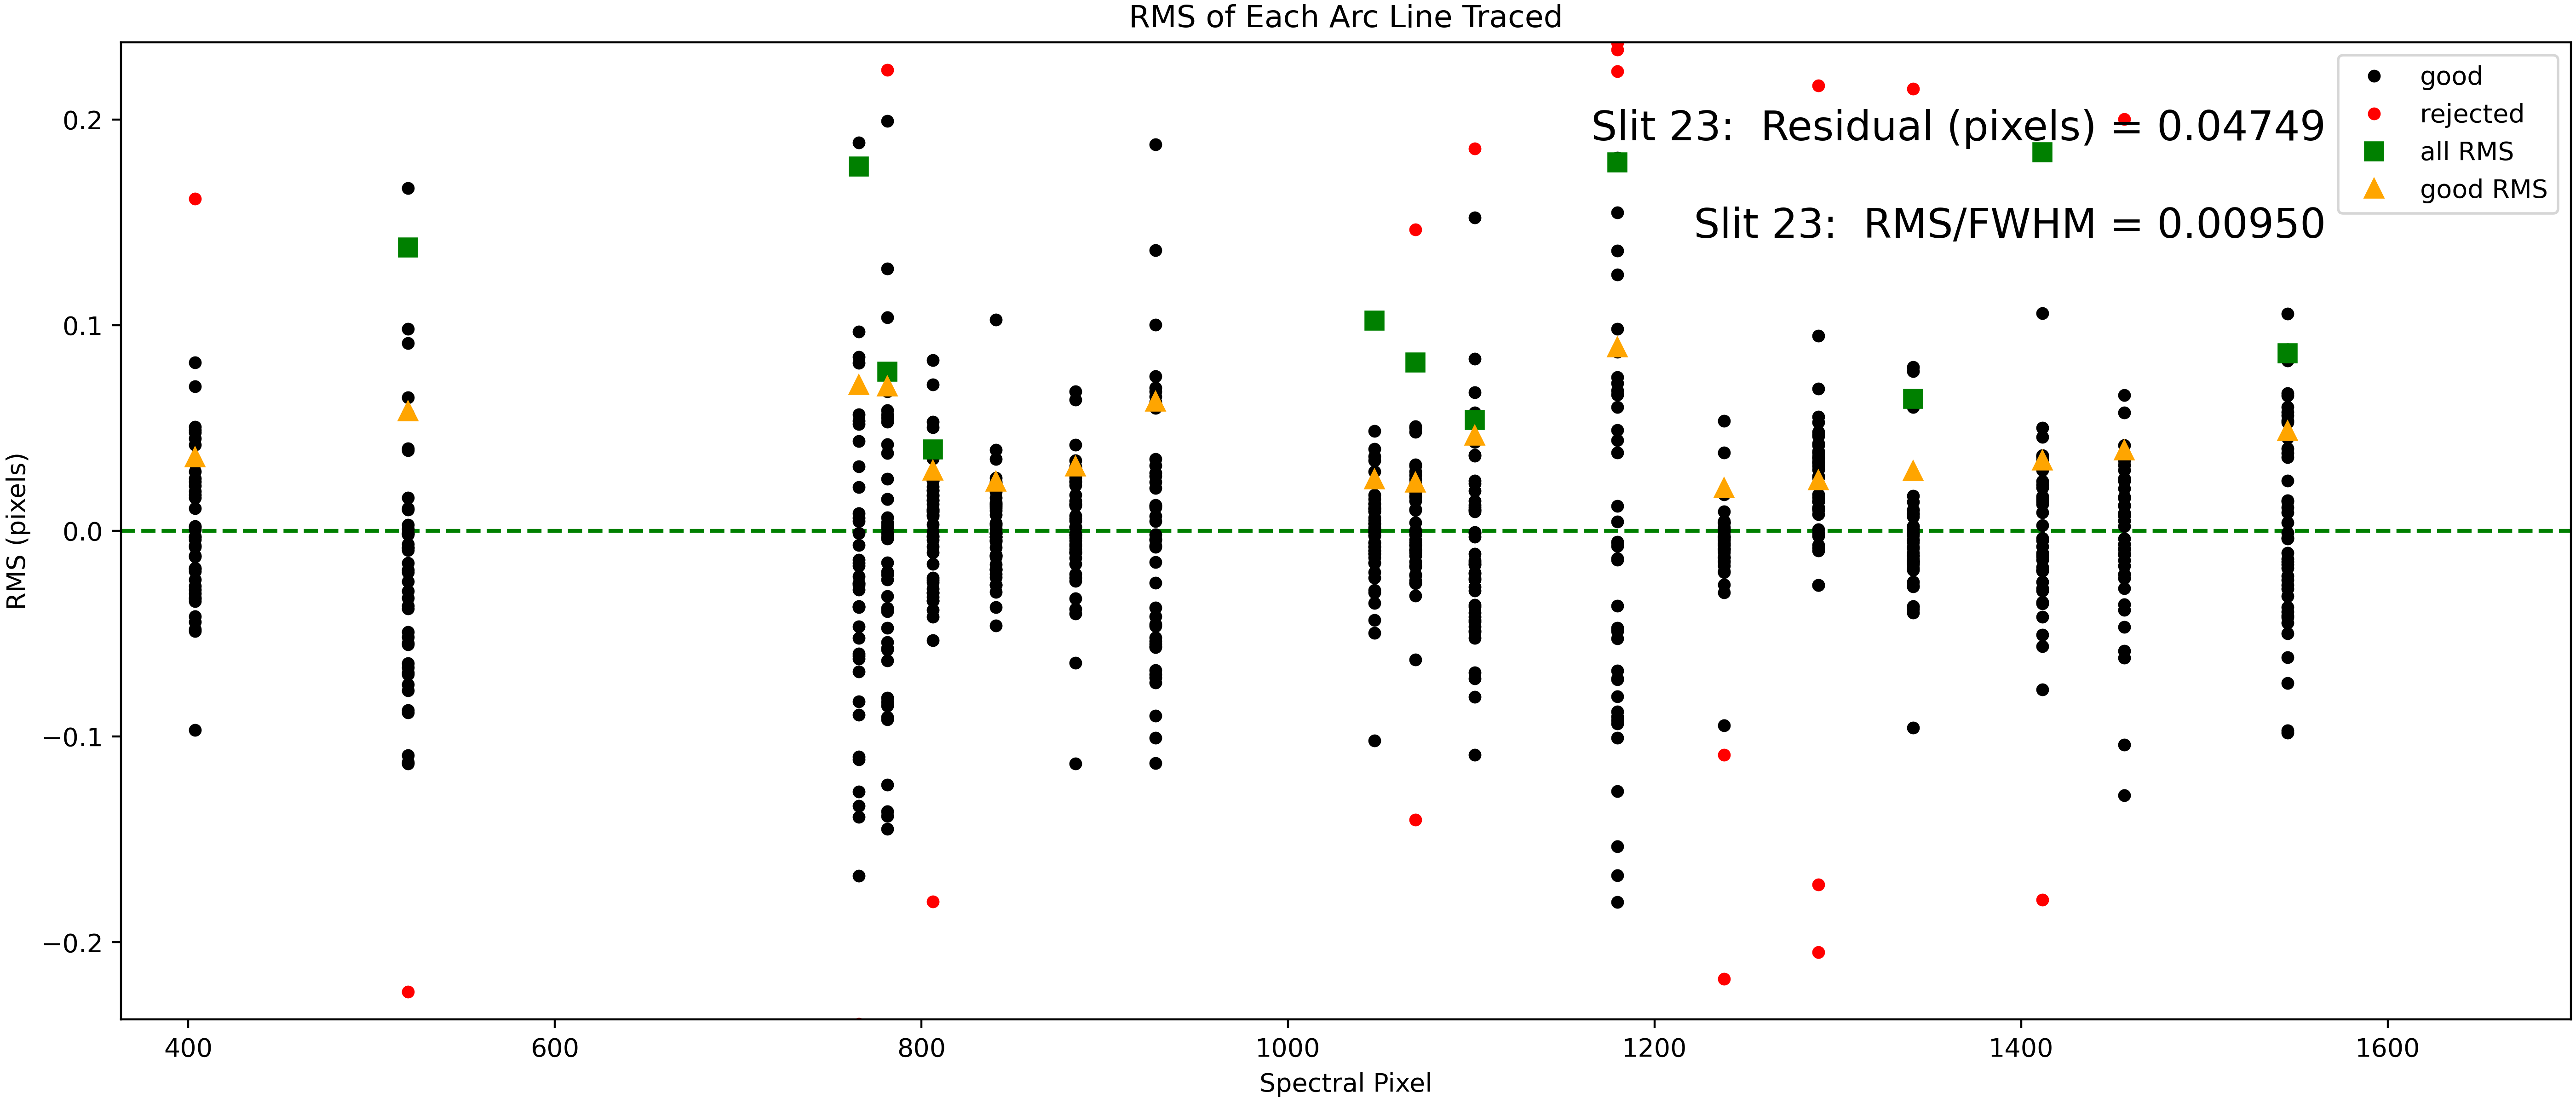 RMS of Each Arc Line Traced
good
rejected
all RMS
good RMS
Slit 23:  Residual (pixels) = 0.04749
Slit 23:  RMS/FWHM = 0.00950
RMS (pixels)
0.2
0.1
0.0
−0.1
−0.2
400 600 800 1000 1200 1400 1600
Spectral Pixel